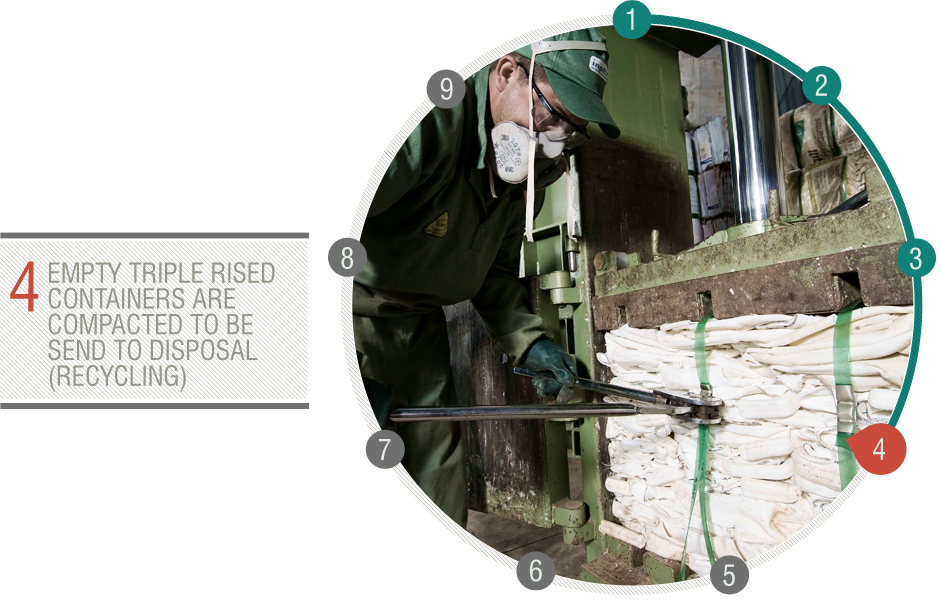 4
EMPTY TRIPLE RISED
CONTAINERS ARE
COMPACTED TO BE
SEND TO DISPOSAL
(RECYCLING)
1
2
3
4
5
6
7
8
9